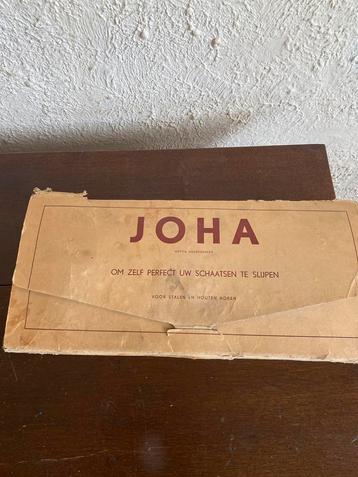 JOHA
OM ZELF PERFECT UW SCHAATSEN TE SLIJPEN
VOOR STALEN EN HOUTEN NOREN